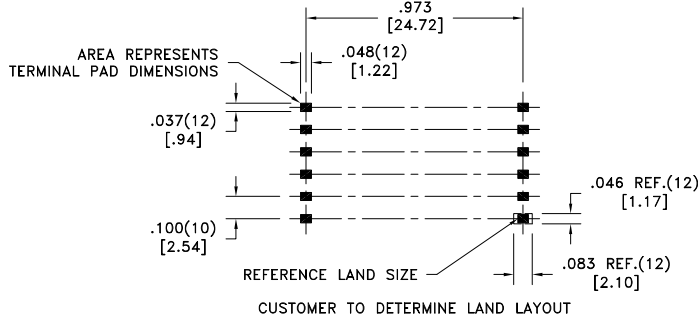 .973
[24.72]
AREA REPRESENTS
TERMINAL PAD DIMENSIONS
.048(12)
[1.22]
.037(12)
[.94]
.046 REF.(12)
[1.17]
.100(10)
[2.54]
REFERENCE LAND SIZE
.083 REF.(12)
[2.10]
CUSTOMER TO DETERMINE LAND LAYOUT